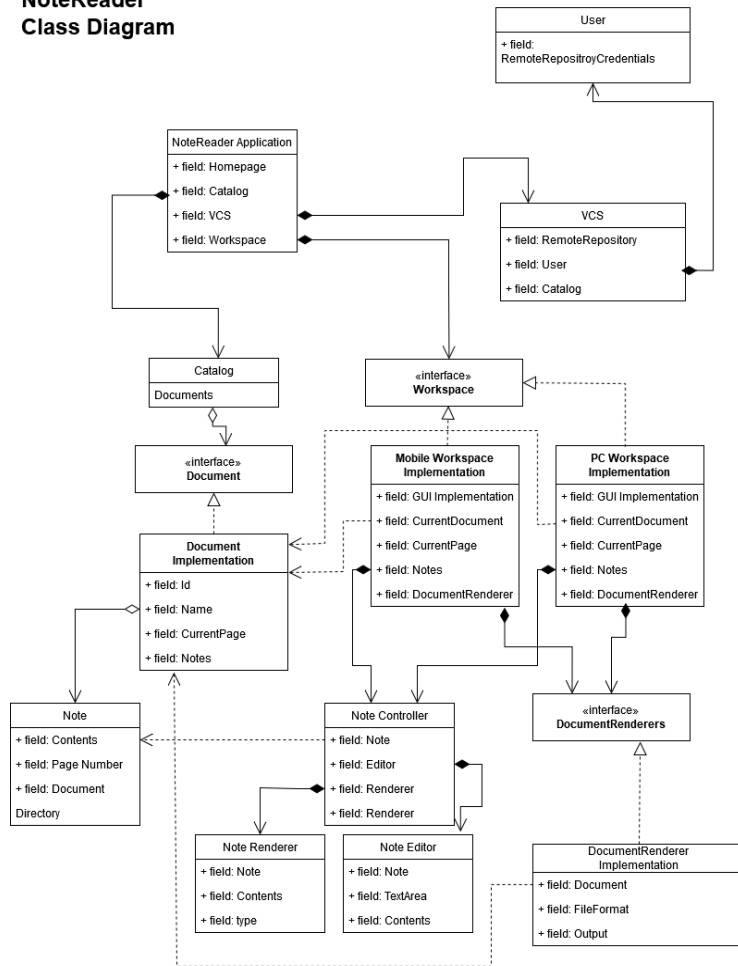 NoteReader
Class Diagram
User
+ field:
RemoteRepositroyCredentials
NoteReader Application
+ field: Homepage
+ field: Catalog
+ field: VCS
+ field: Workspace
VCS
+ field: RemoteRepository
+ field: User
+ field: Catalog
Catalog
Documents
«interface»
Workspace
«interface»
Document
Mobile Workspace
Implementation
+ field: GUI Implementation
+ field: CurrentDocument
+ field: CurrentPage
+ field: Notes
+ field: DocumentRenderer
PC Workspace
Implementation
+ field: GUI Implementation
+ field: CurrentDocument
+ field: CurrentPage
+ field: Notes
+ field: DocumentRenderer
Document
Implementation
+ field: Id
+ field: Name
+ field: CurrentPage
+ field: Notes
Note
+ field: Contents
+ field: Page Number
+ field: Document
Directory
Note Controller
+ field: Note
+ field: Editor
+ field: Renderer
+ field: Renderer
«interface»
DocumentRenderers
Note Renderer
+ field: Note
+ field: Contents
+ field: type
Note Editor
+ field: Note
+ field: TextArea
+ field: Contents
DocumentRenderer
Implementation
+ field: Document
+ field: FileFormat
+ field: Output